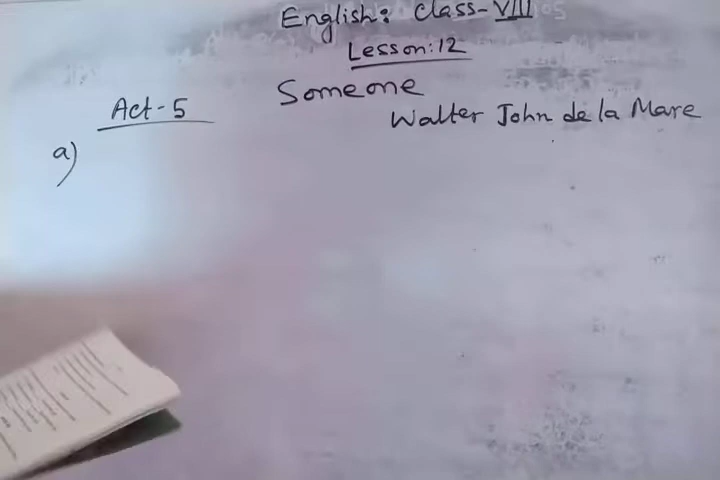 English: Class-VIII
Lesson:12
Someone
Walter John de la Mare
Act-5
a)